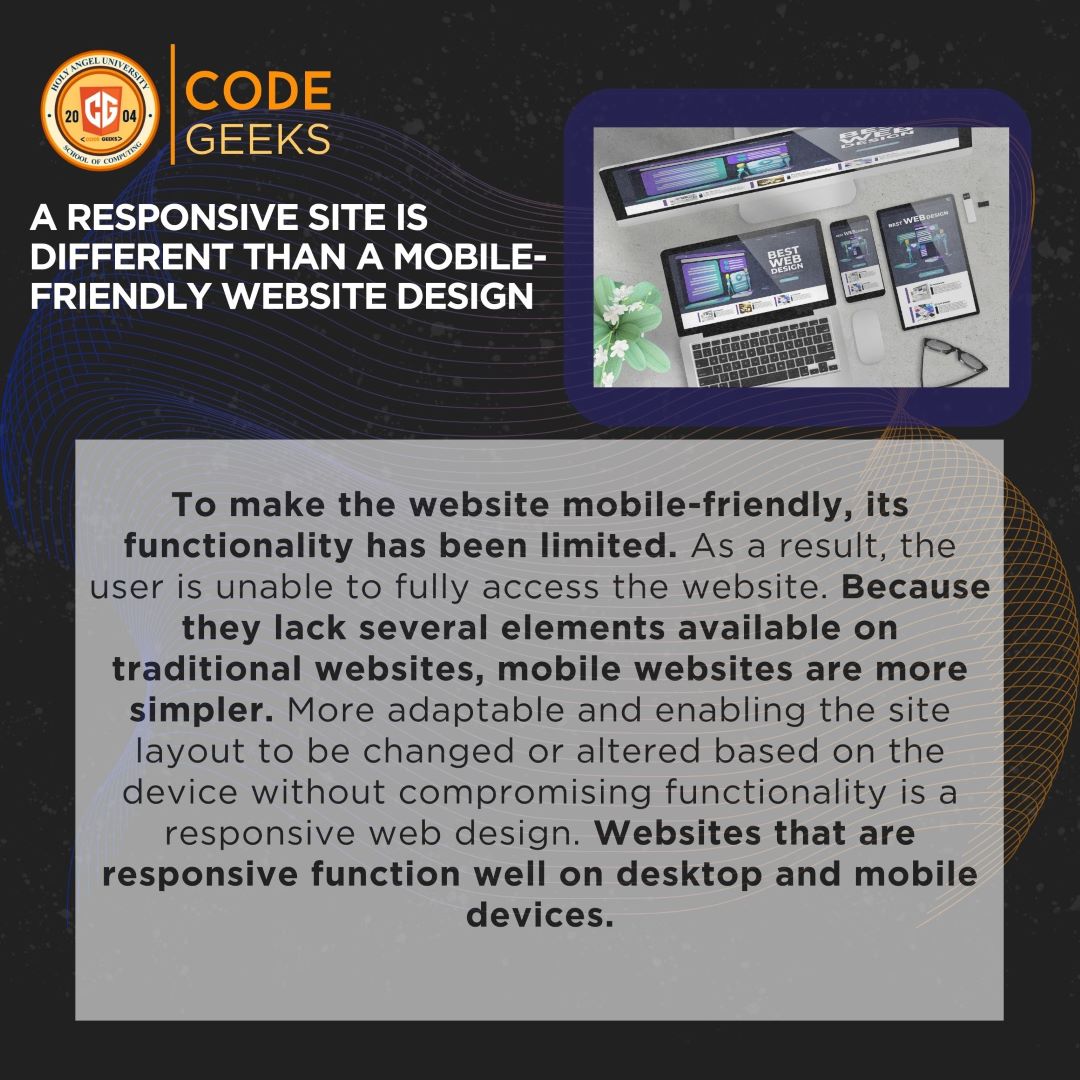 HOLY ANGEL UNIVERSITY
20 CG 04
<CODE GEEKS>
SCHOOL OF COMPUTING
CODE
GEEKS
A RESPONSIVE SITE IS
DIFFERENT THAN A MOBILE-
FRIENDLY WEBSITE DESIGN
BEST
WEB
DESIGN
BEST
WEB
DESIGN
BEST WEB DESIGN
BEST WEB DESIGN
To make the website mobile-friendly, its
functionality has been limited. As a result, the
user is unable to fully access the website. Because
they lack several elements available on
traditional websites, mobile websites are more
simpler. More adaptable and enabling the site
layout to be changed or altered based on the
device without compromising functionality is a
responsive web design. Websites that are
responsive function well on desktop and mobile
devices.